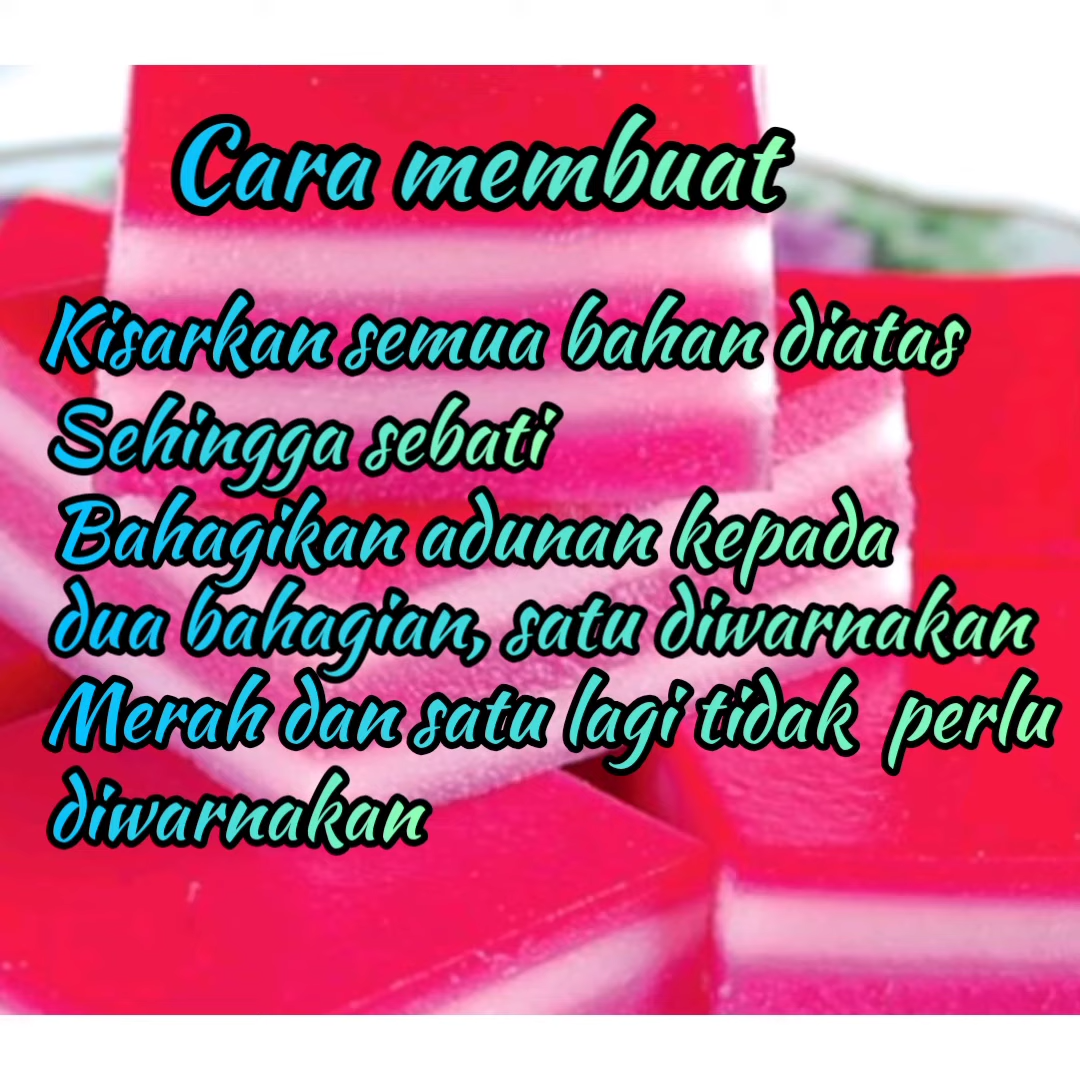 Cara membuat
Kisarkan semua bahan diatas
Sehingga sebati
Bahagikan adunan kepada
dua bahagian, satu diwarnakan
Merah dan satu lagi tidak perlu
diwarnakan